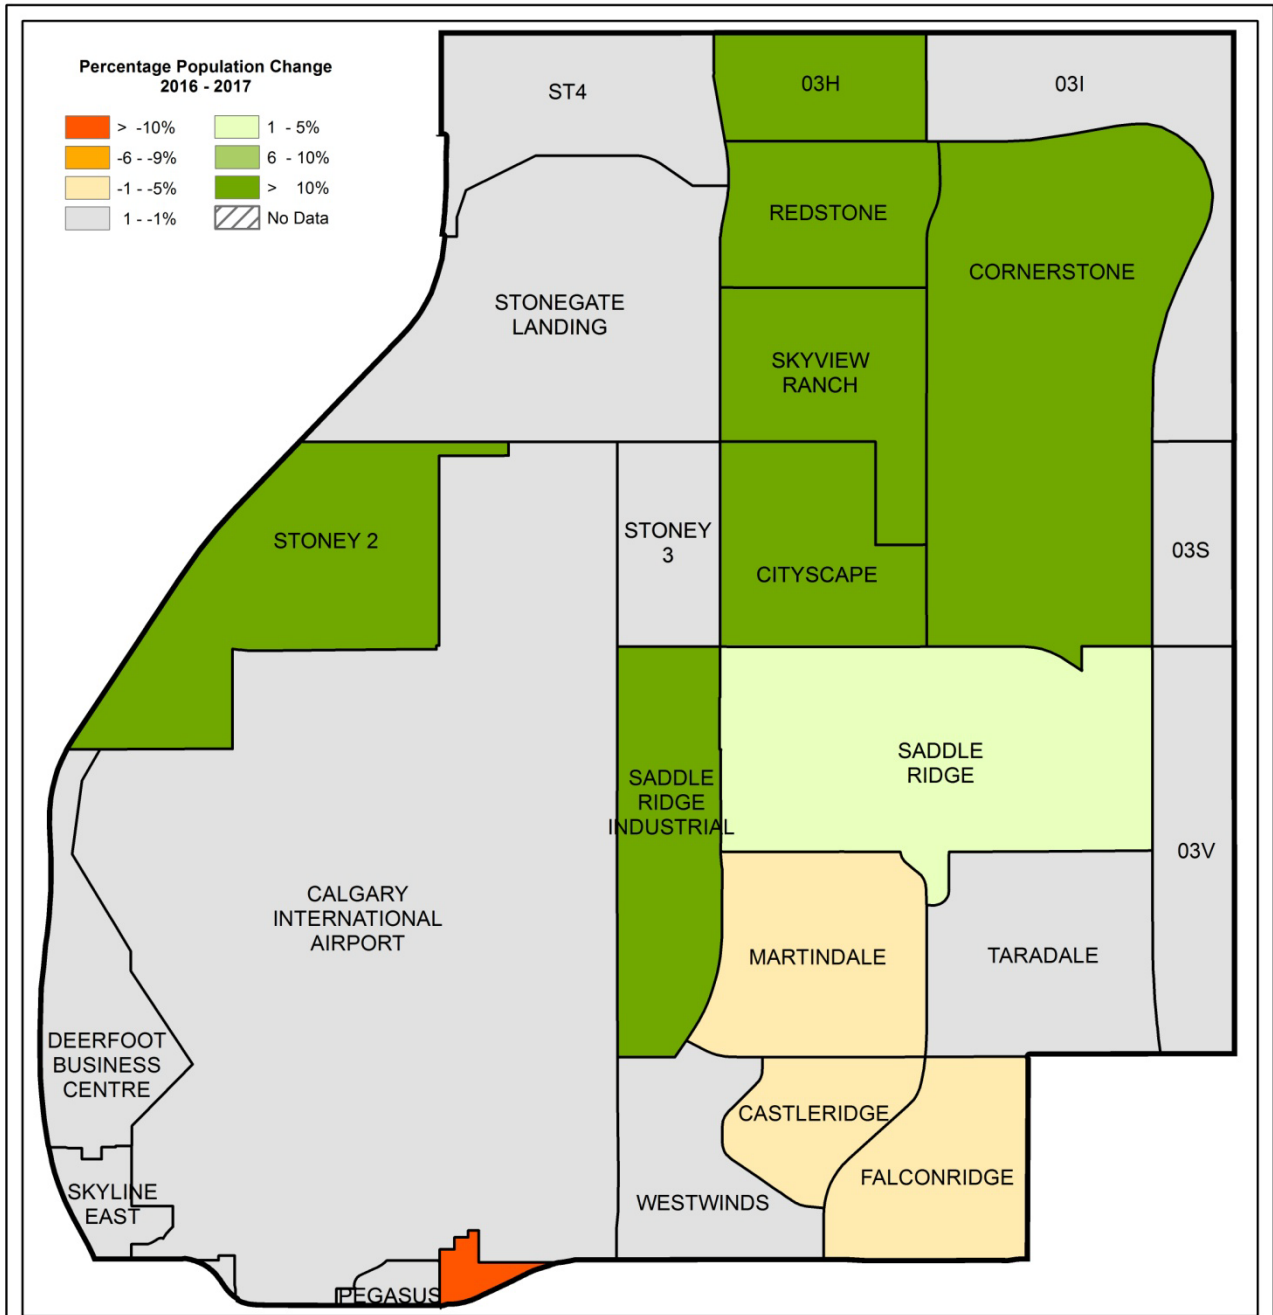 Percentage Population Change
2016 - 2017
> -10%
1 - 5%
-6 - -9%
6 - 10%
-1 - -5%
> 10%
1 - -1%
No Data
ST4
03H
03I
REDSTONE
CORNERSTONE
STONEGATE
LANDING
SKYVIEW
RANCH
STONEY 2
STONEY
3
CITYSCAPE
03S
SADDLE
RIDGE
SADDLE
RIDGE
INDUSTRIAL
03V
CALGARY
INTERNATIONAL
AIRPORT
MARTINDALE
TARADALE
DEERFOOT
BUSINESS
CENTRE
CASTLERIDGE
FALCONRIDGE
SKYLINE
EAST
WESTWINDS
PEGASUS